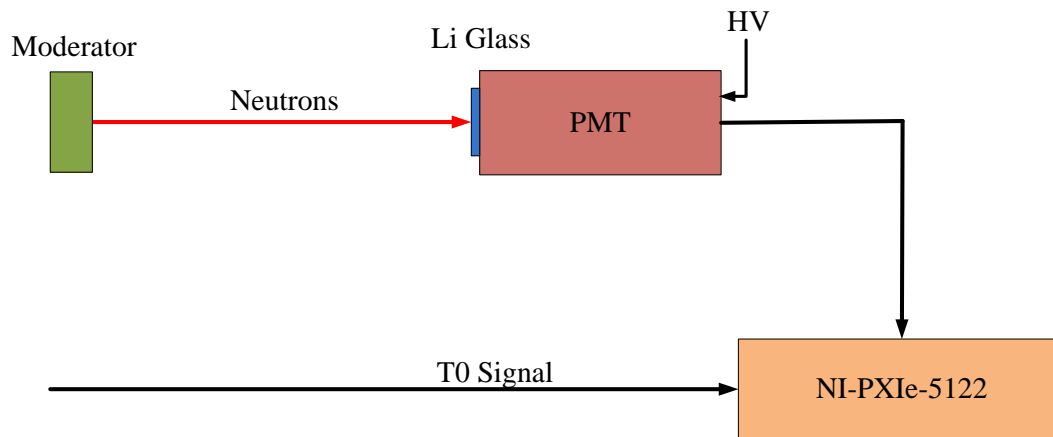 HV
Li Glass
Moderator
Neutrons
PMT
T0 Signal
NI-PXIe-5122